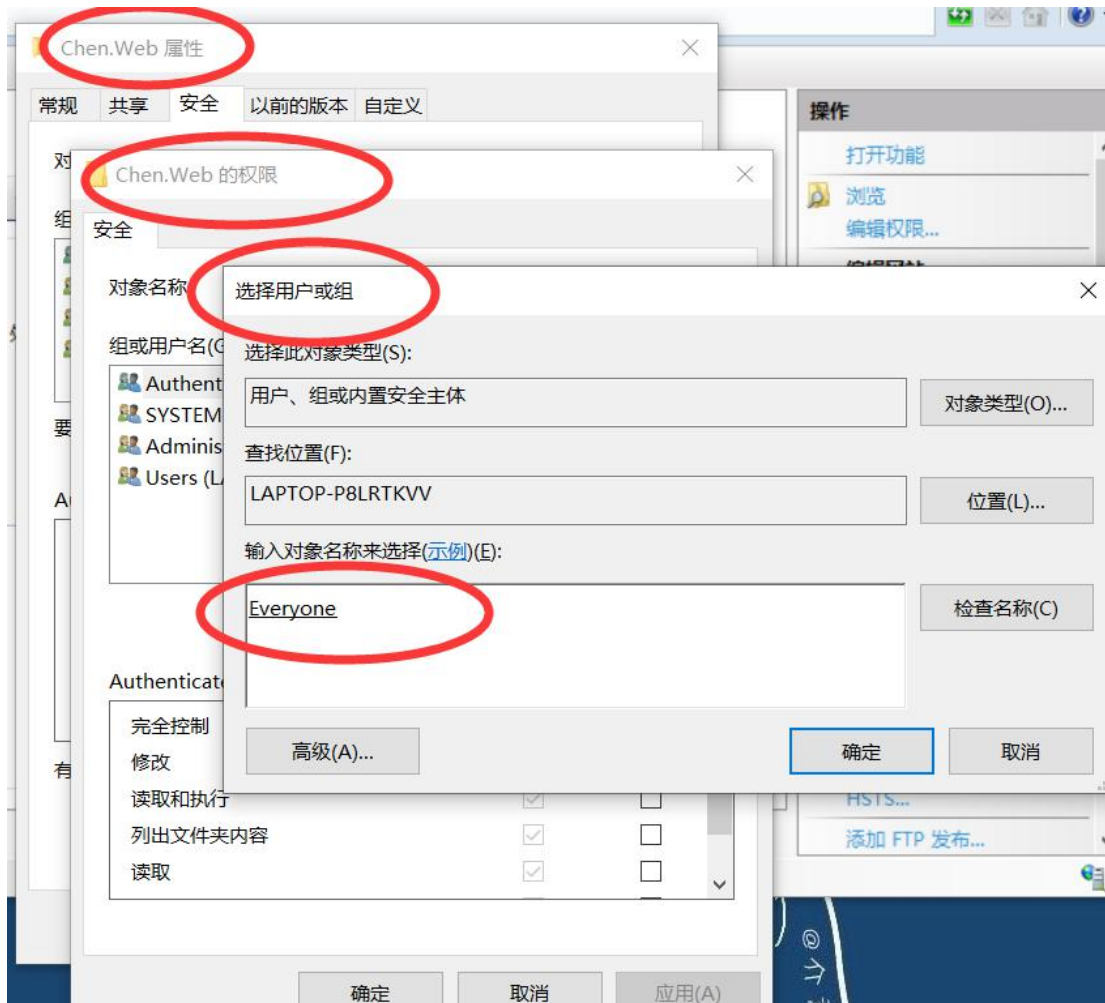 Chen.Web 属性
常规 共享 安全 以前的版本 自定义
操作
打开功能
浏览
编辑权限...
编辑网站
Chen.Web 的权限
安全
对象名称
组或用户名(G
Authent
SYSTEM
Adminis
Users (LA
选择用户或组
选择此对象类型(S):
用户、组或内置安全主体
对象类型(O)...
查找位置(F):
LAPTOP-P8LRTKVV
位置(L)...
输入对象名称来选择(示例)(E):
Everyone
检查名称(C)
高级(A)...
确定 取消
Authenticate
完全控制
修改
读取和执行
列出文件夹内容
读取
确定 取消 应用(A)
HSTS...
添加 FTP 发布...
对
组
要
有
@